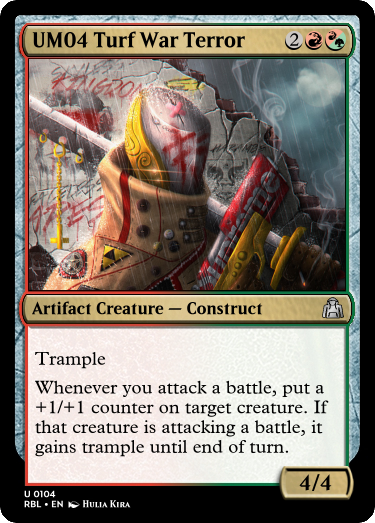 UM04 Turf War Terror 2
Artifact Creature — Construct
Trample
Whenever you attack a battle, put a
+1/+1 counter on target creature. If
that creature is attacking a battle, it
gains trample until end of turn.
4/4
U 0104
RBL • EN Hulia Kira